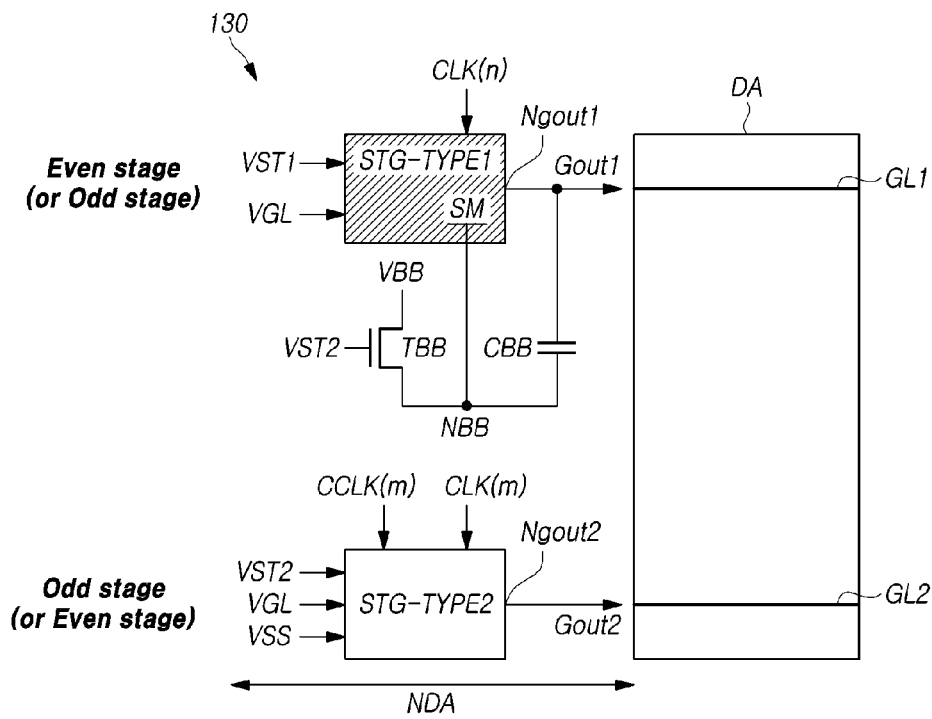 130
CLK(n)
DA
Ngout1
Even stage
(or Odd stage)
VST1
STG-TYPE1
Gout1
GL1
VGL
SM
VBB
VST2
TBB
CBB
NBB
CCLK(m)
CLK(m)
Ngout2
Odd stage
(or Even stage)
VST2
VGL
VSS
STG-TYPE2
Gout2
GL2
NDA